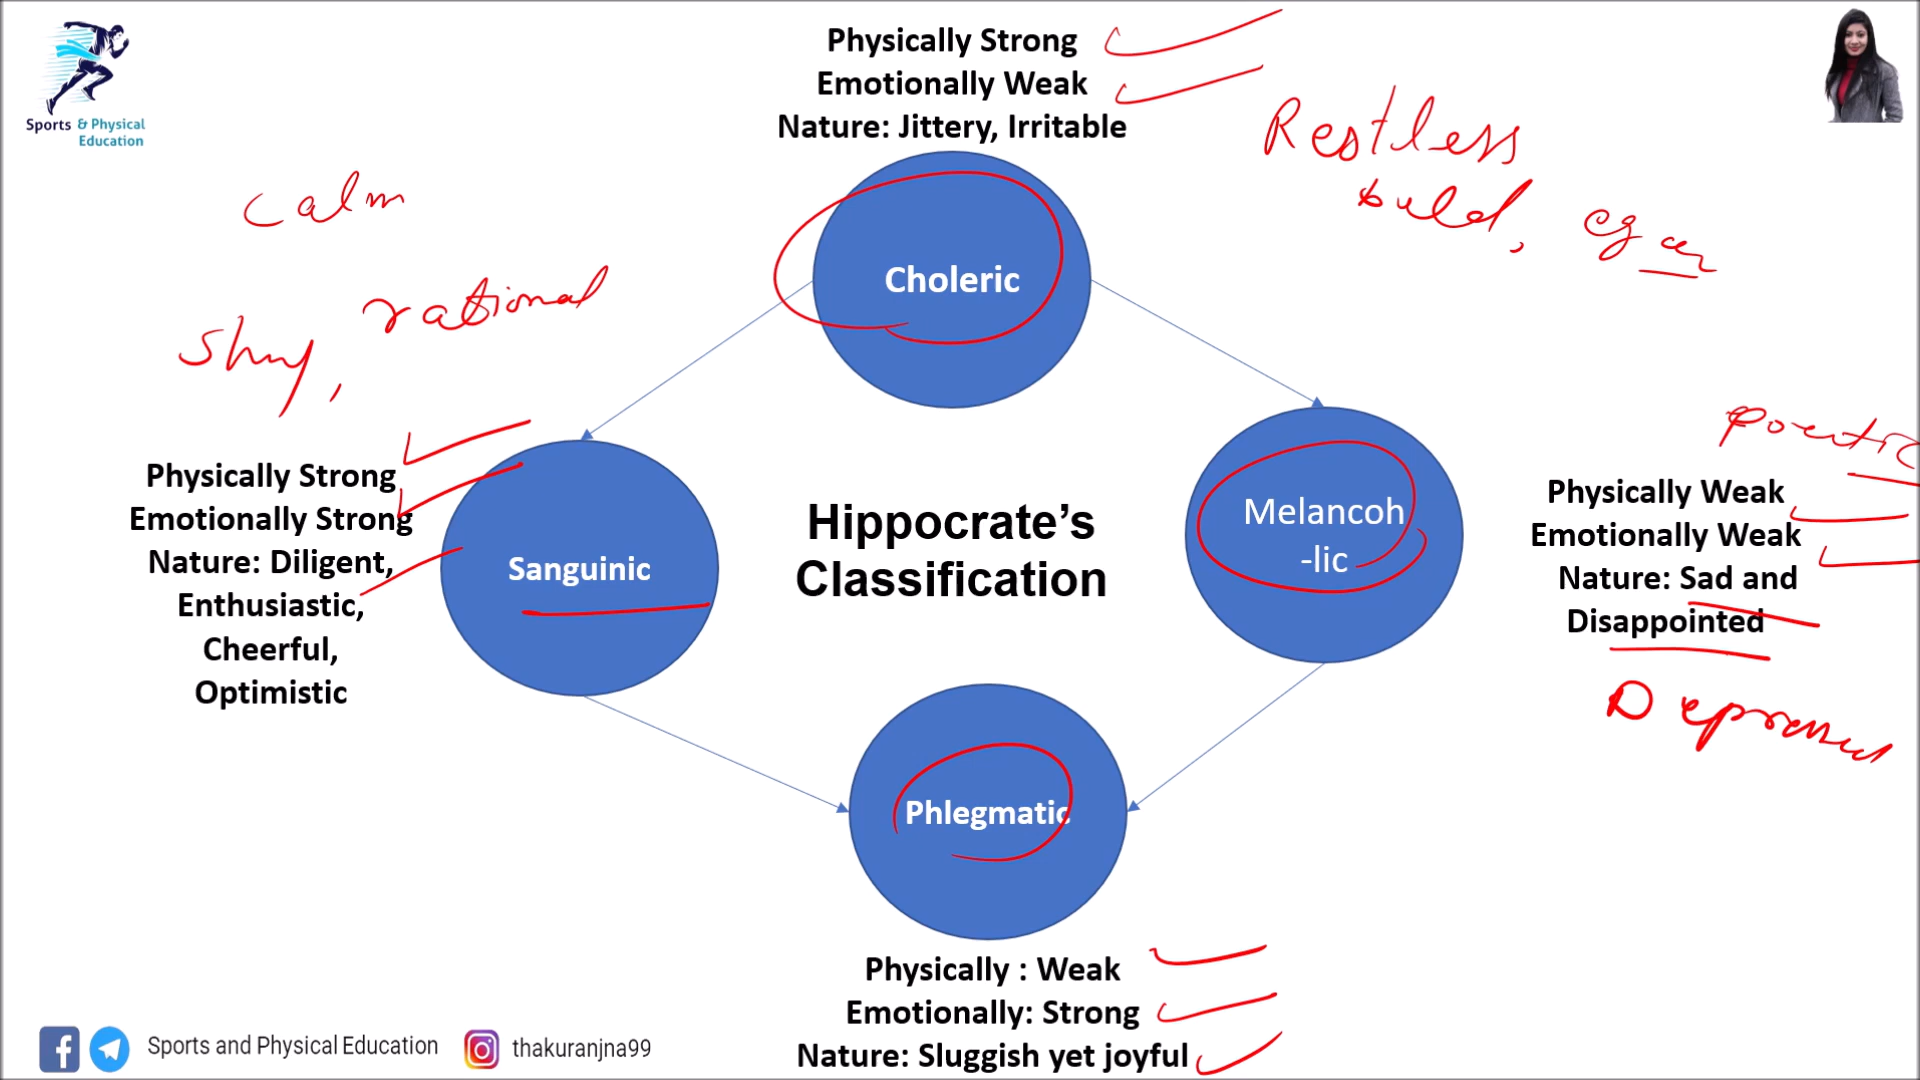 Physically Strong
Emotionally Weak
Nature: Jittery, Irritable
Sports & Physical
Education
Restless
calm
rational
shy,
Choleric
Poetic
Physically Strong
Emotionally Strong
Nature: Diligent,
Enthusiastic,
Cheerful,
Optimistic
Sanguinic
Hippocrate’s
Classification
Melancoh
-lic
Physically Weak
Emotionally Weak
Nature: Sad and
Disappointed
Depressed
Phlegmatic
Physically : Weak
Emotionally: Strong
Nature: Sluggish yet joyful
Sports and Physical Education
thakuranjna99